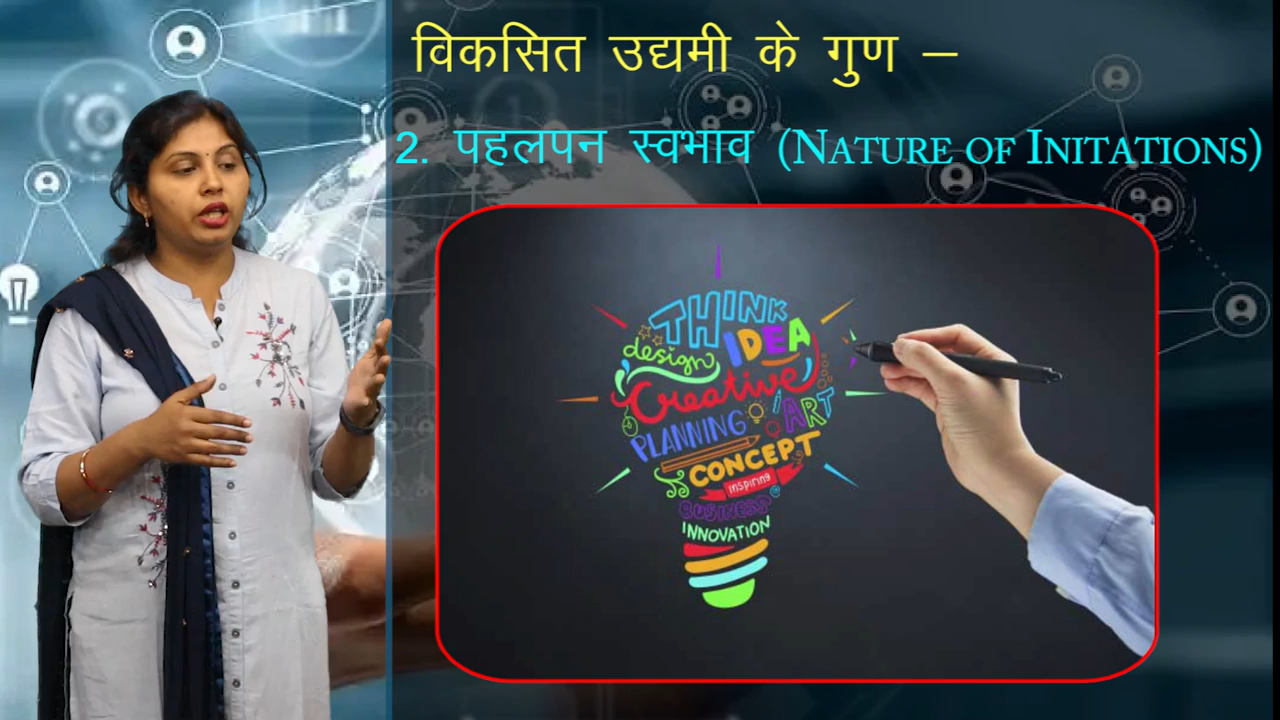 विकसित उद्यमी के गुण –
2. पहलपन स्वभाव (NATURE OF INITATIONS)
THINK
IDEA
design
Creative
PLANNING
ART
CONCEPT
inspiring
BUSINESS
INNOVATION